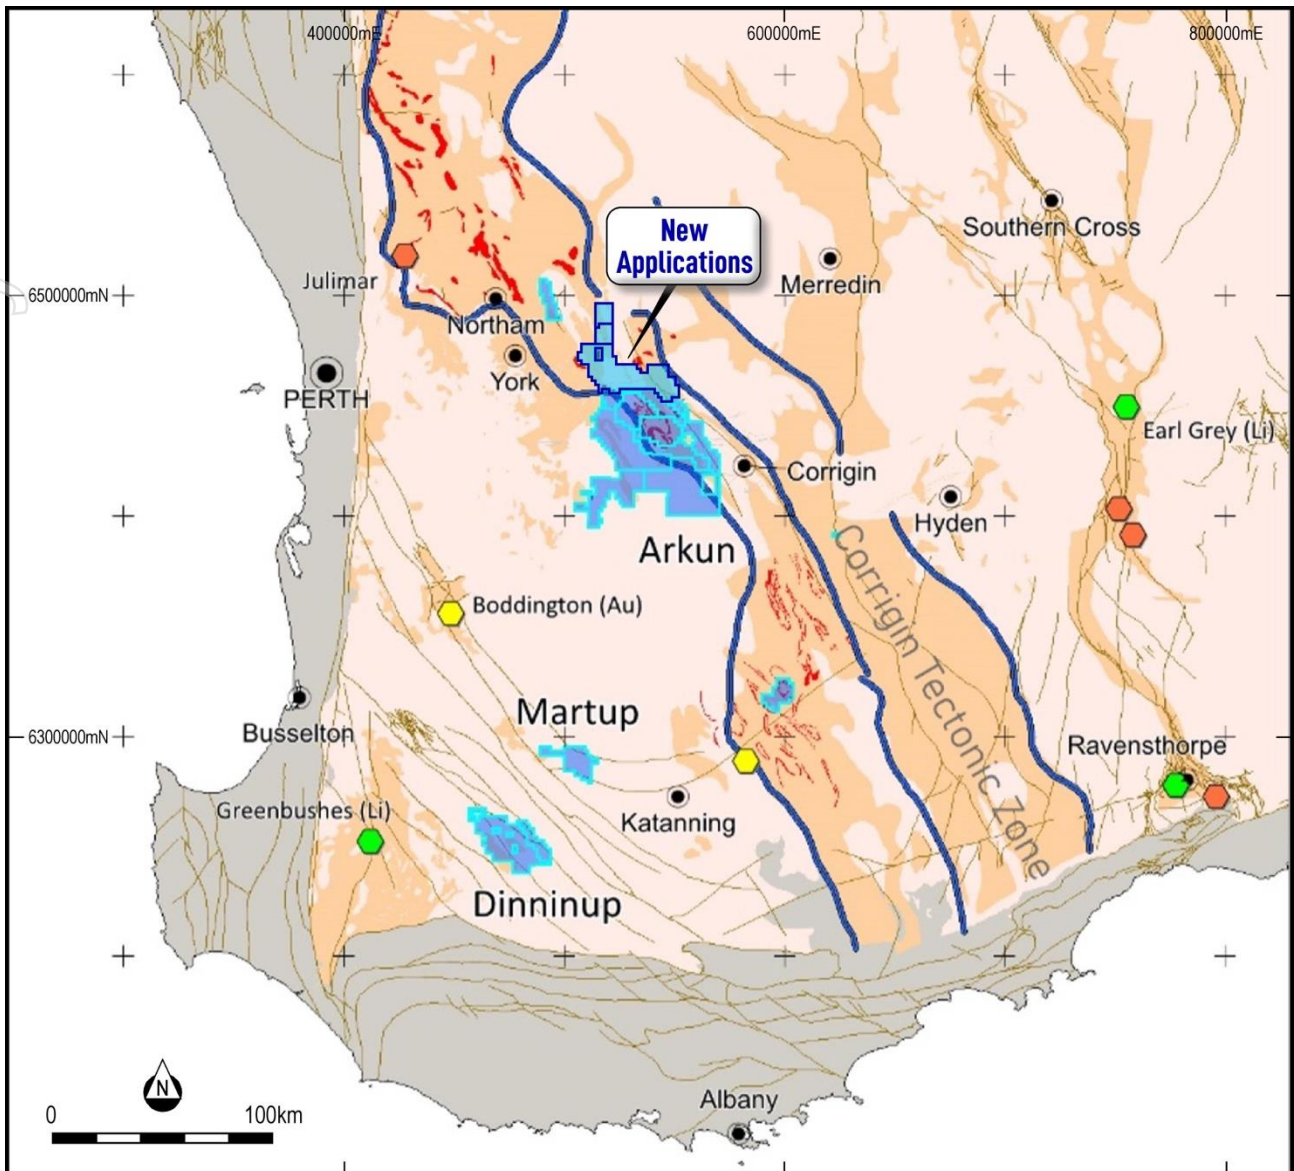 400000mE
600000mE
800000mE
New
Applications
Southern Cross
Merredin
Julimar
6500000mN
Northam
York
PERTH
Earl Grey (Li)
Corrigin
Hyden
Arkun
Corrigin Tectonic Zone
Boddington (Au)
Martup
Busselton
6300000mN
Ravensthorpe
Greenbushes (Li)
Katanning
Dinninup
N
0
100km
Albany